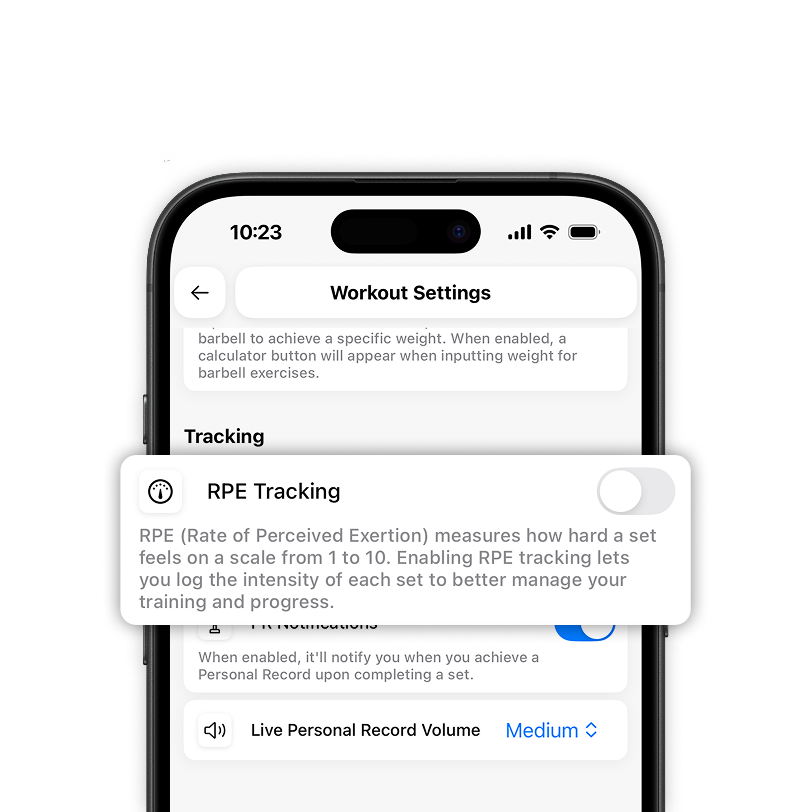 10:23
Workout Settings
barbell to achieve a specific weight. When enabled, a
calculator button will appear when inputting weight for
barbell exercises.
Tracking
RPE Tracking
RPE (Rate of Perceived Exertion) measures how hard a set
feels on a scale from 1 to 10. Enabling RPE tracking lets
you log the intensity of each set to better manage your
training and progress.
PR Notifications
When enabled, it'll notify you when you achieve a
Personal Record upon completing a set.
Live Personal Record Volume
Medium